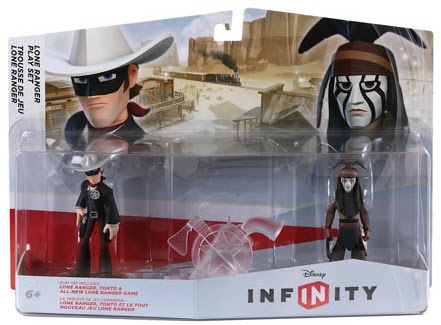 LONE RANGER
PLAY SET
TROUSSE DE JEU
LONE RANGER
PLAY SET INCLUDES
LONE RANGER, TONTO &
ALL-NEW LONE RANGER GAME
LA TROUSSE DE JEU COMPREND
LONE RANGER, TONTO ET LE TOUT
NOUVEAU JEU LONE RANGER
6+
Disney
INFINITY